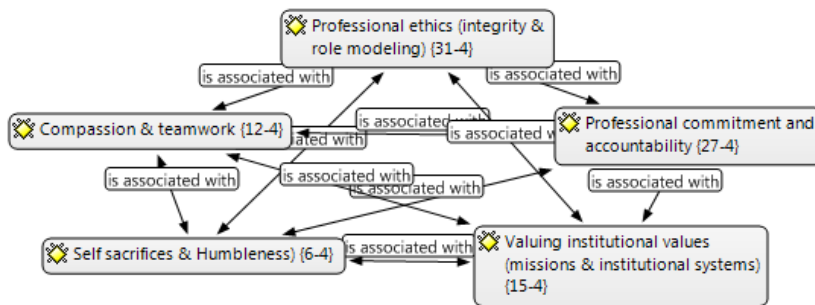 Professional ethics (integrity &
role modeling) {31-4}
is associated with
is associated with
Compassion & teamwork {12-4}
is associated with
is associated with
ociated with
Professional commitment and
accountability {27-4}
is associated with
is associated with
is associated with
is associated with
Self sacrifices & Humbleness) {6-4}
is associated with
Valuing institutional values
(missions & institutional systems)
{15-4}